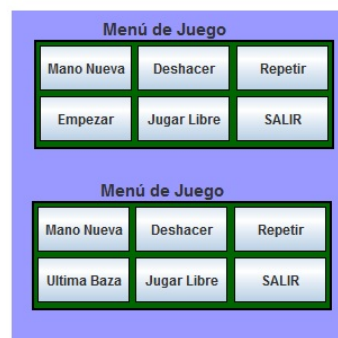 Menú de Juego
Mano Nueva Deshacer Repetir
Empezar Jugar Libre SALIR
Menú de Juego
Mano Nueva Deshacer Repetir
Ultima Baza Jugar Libre SALIR